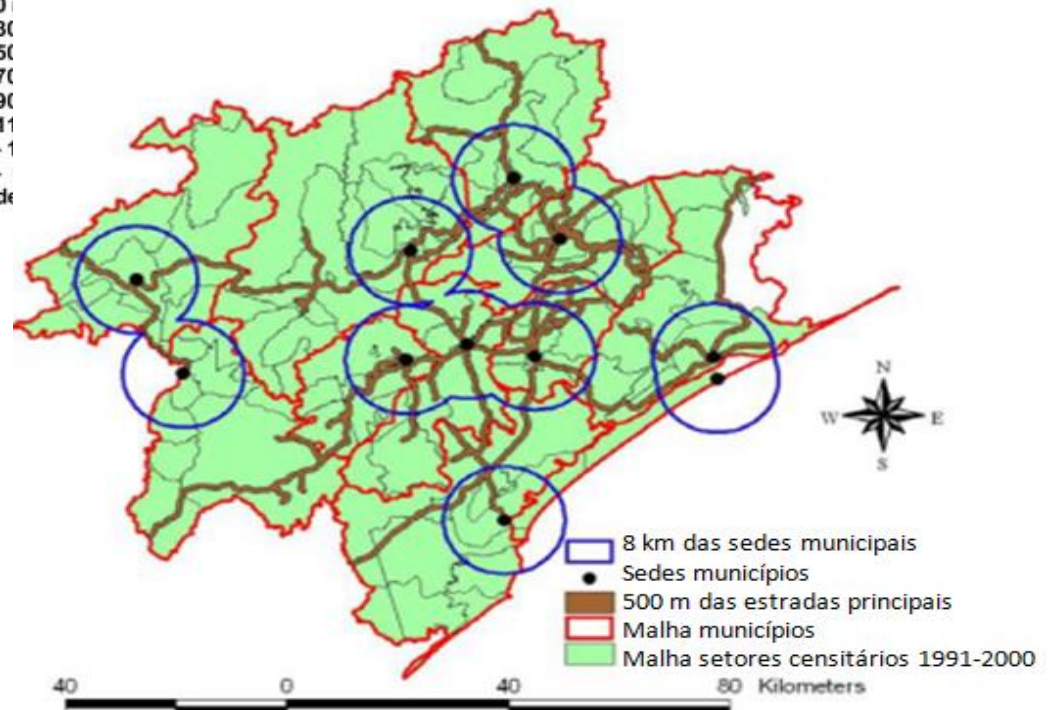 N
W E
S
8 km das sedes municipais
Sedes municípios
500 m das estradas principais
Malha municípios
Malha setores censitários 1991-2000
40 0 40 80 Kilometers